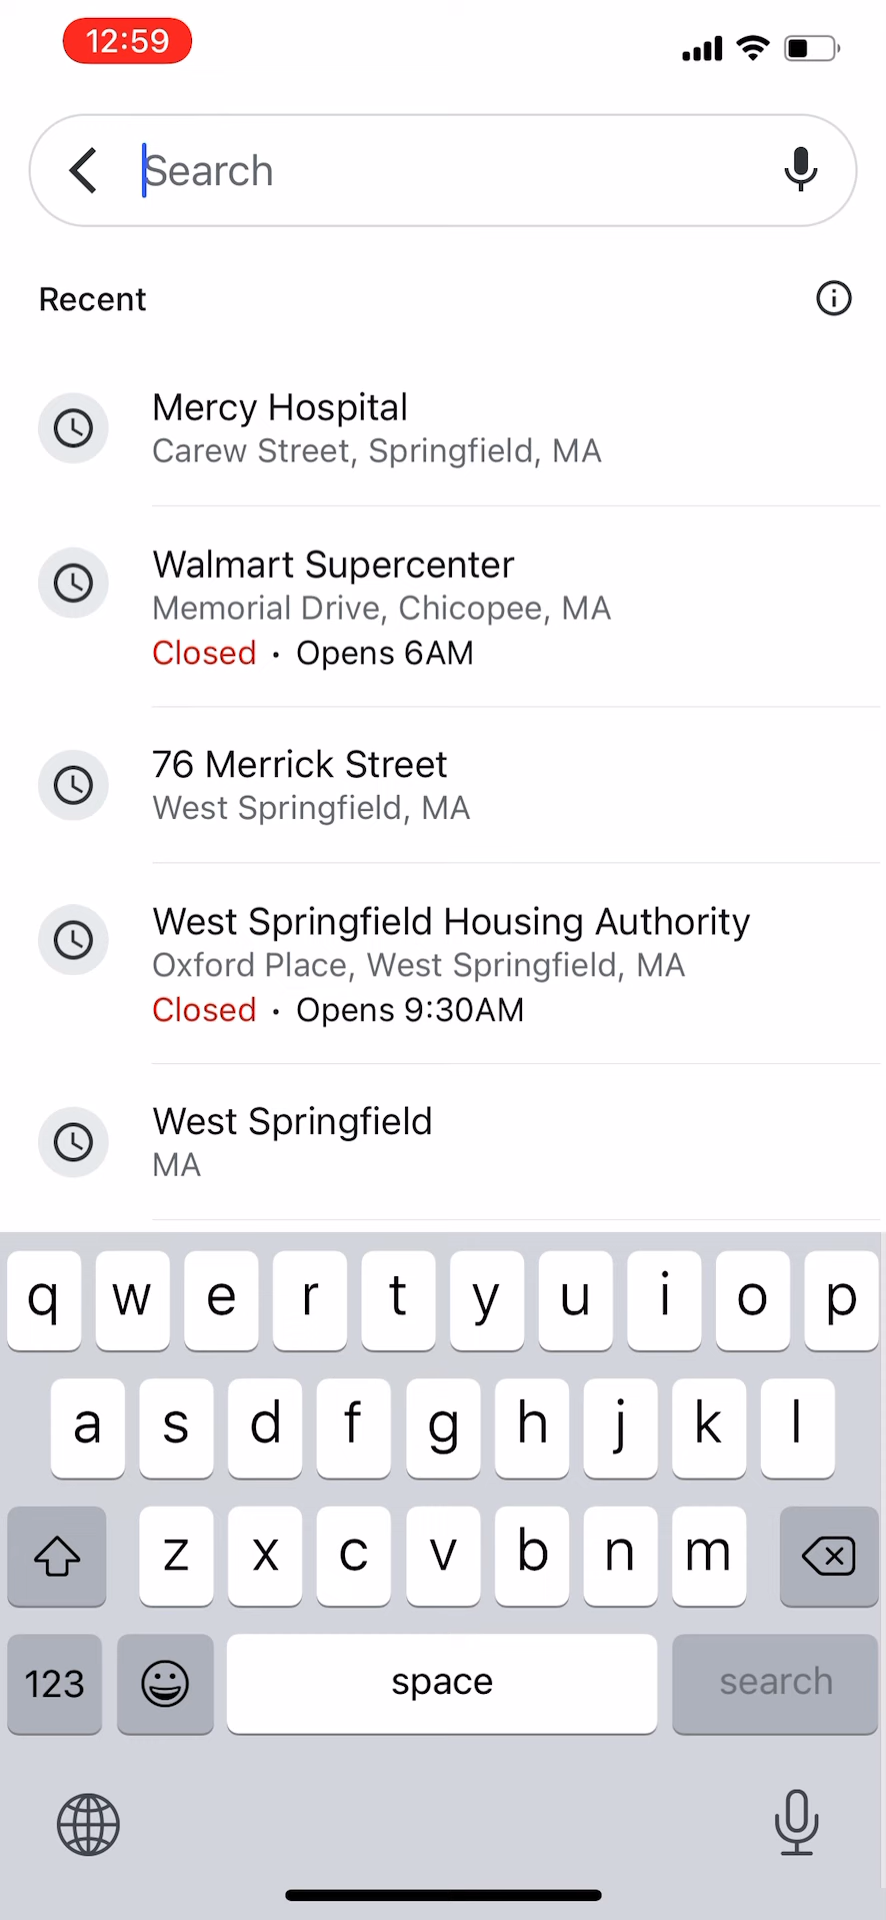 12:59
Search
Recent
Mercy Hospital
Carew Street, Springfield, MA
Walmart Supercenter
Memorial Drive, Chicopee, MA
Closed · Opens 6AM
76 Merrick Street
West Springfield, MA
West Springfield Housing Authority
Oxford Place, West Springfield, MA
Closed · Opens 9:30AM
West Springfield
MA
q w e r t y u i o p
a s d f g h j k l
z x c v b n m
123 space search